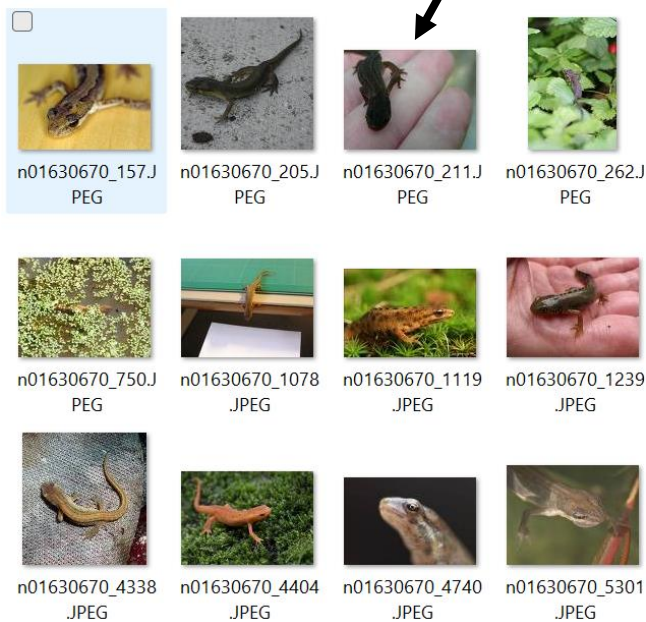 n01630670_157.J
PEG
n01630670_205.J
PEG
n01630670_211.J
PEG
n01630670_262.J
PEG
n01630670_750.J
PEG
n01630670_1078
.JPEG
n01630670_1119
.JPEG
n01630670_1239
.JPEG
n01630670_4338
.JPEG
n01630670_4404
.JPEG
n01630670_4740
.JPEG
n01630670_5301
.JPEG